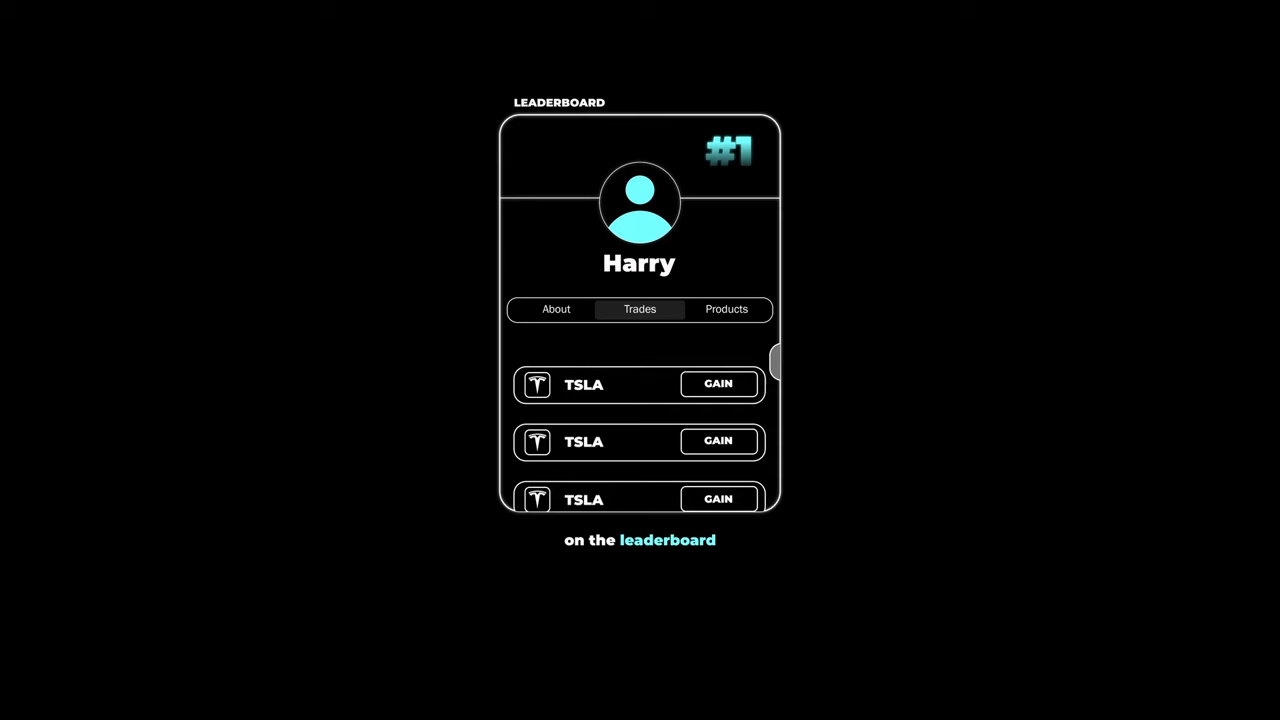 LEADERBOARD
#1
Harry
About Trades Products
TSLA GAIN
TSLA GAIN
TSLA GAIN
on the leaderboard